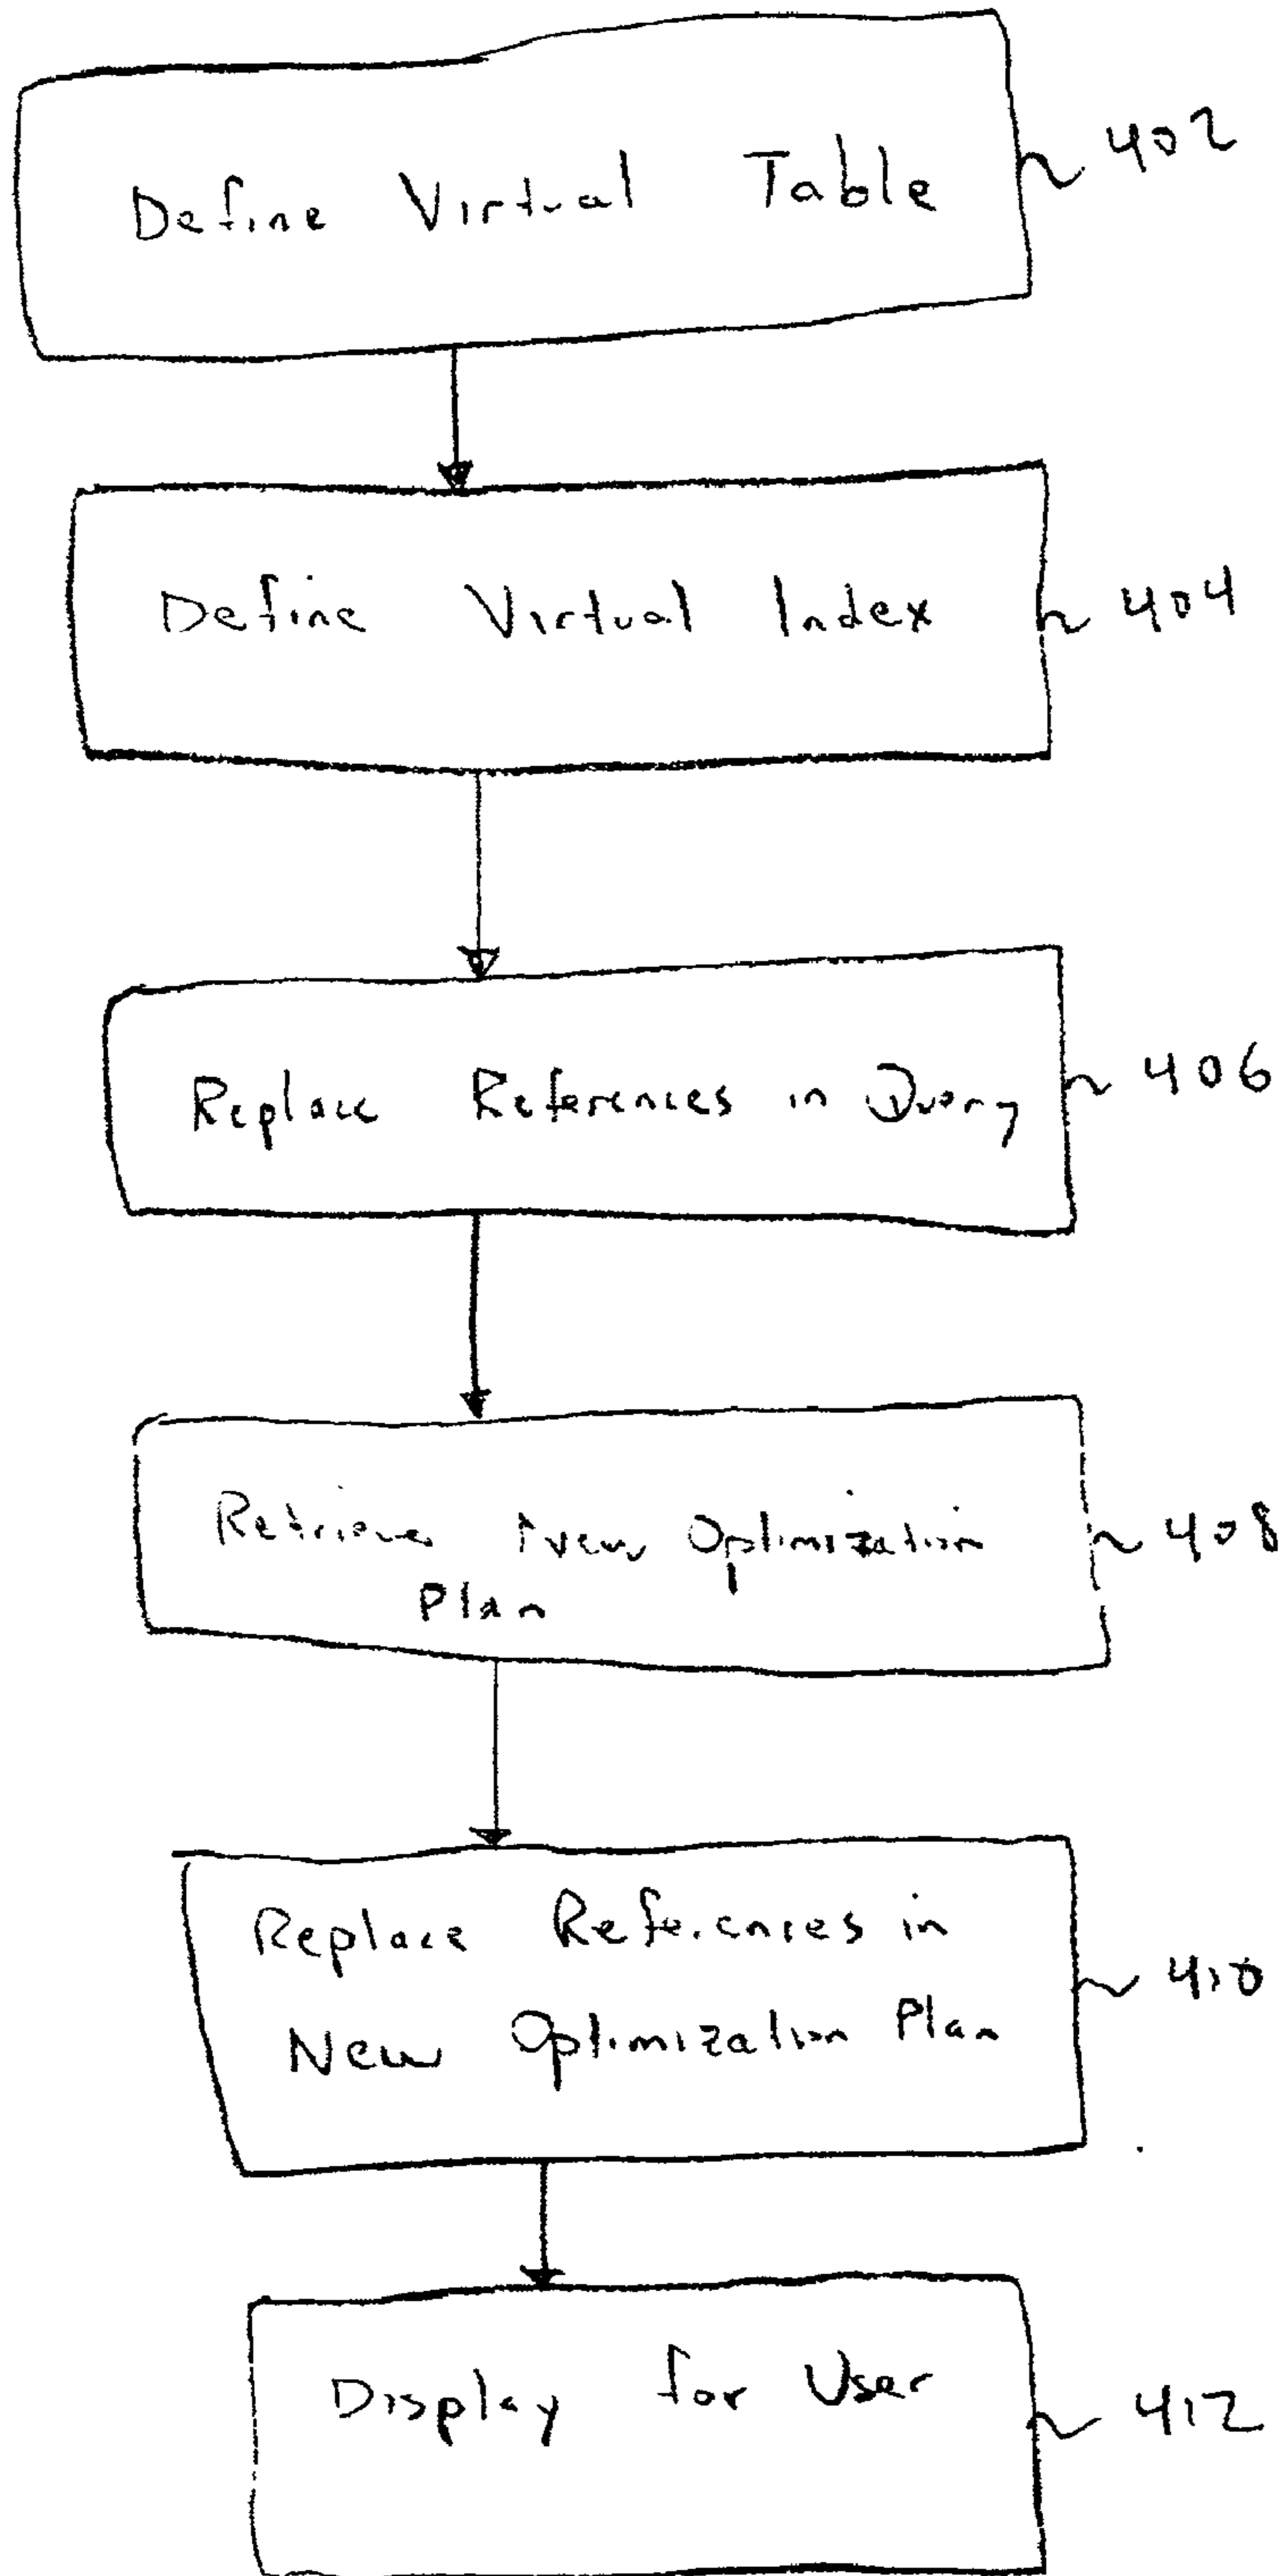 Define Virtual Table
402
Define Virtual Index
404
Replace References in Query
406
Retrieve New Optimization
Plan
408
Replace References in
New Optimization Plan
410
Display for User
412